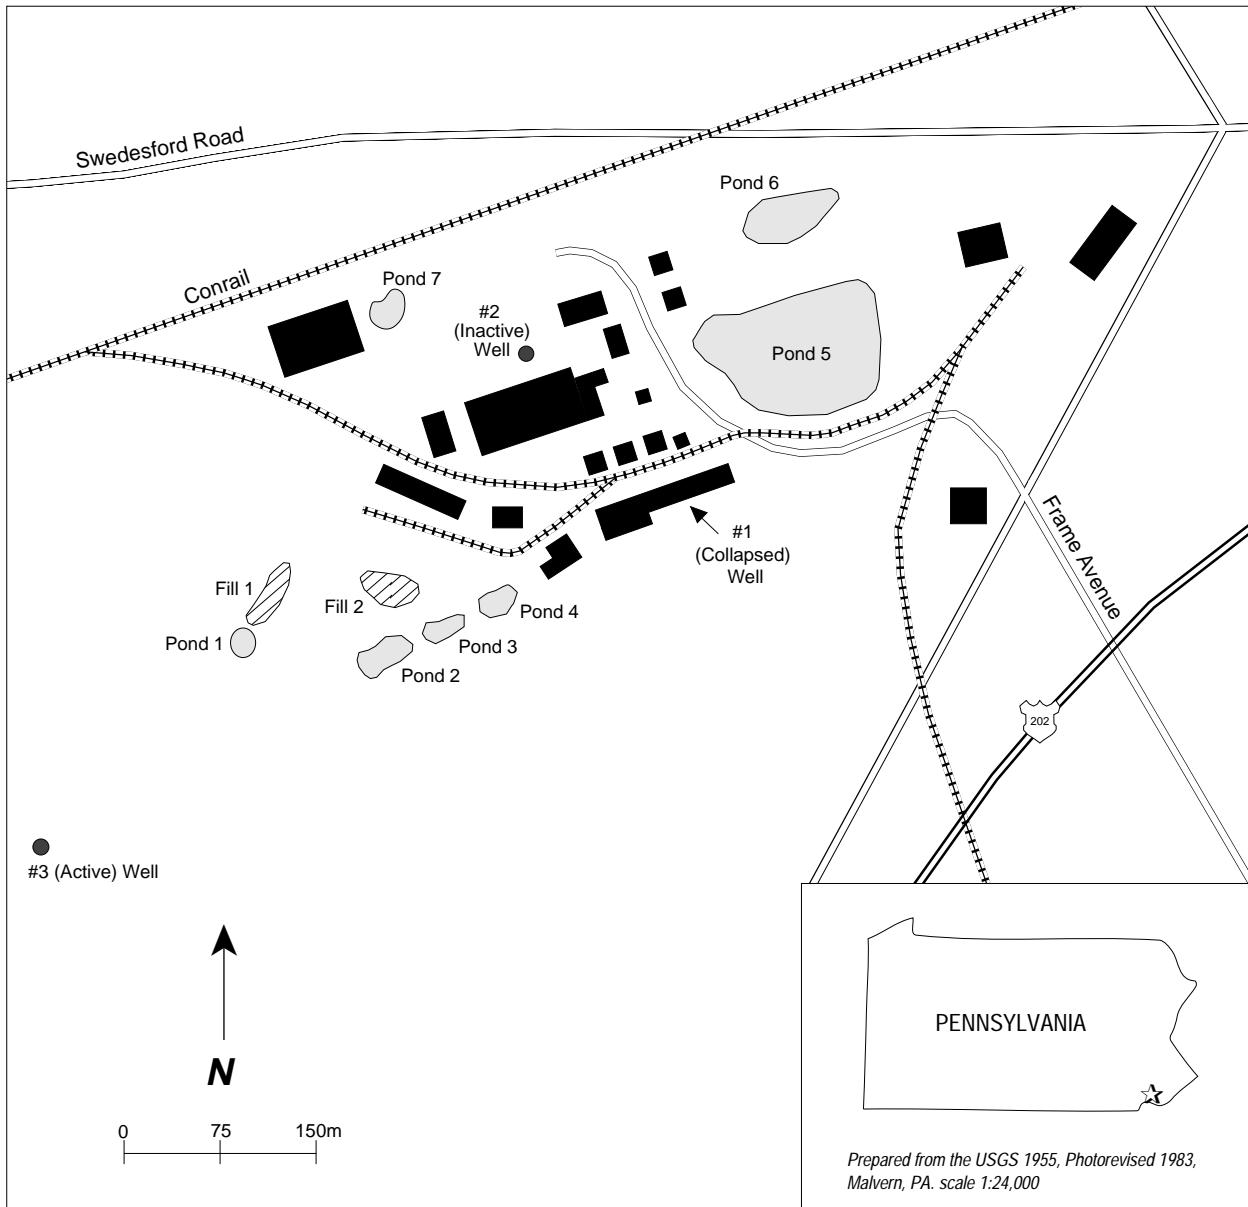 Swedesford Road
Pond 6
Conrail
Pond 7
#2
(Inactive)
Well
Pond 5
#1
(Collapsed)
Well
Frame Avenue
Fill 1
Fill 2
Pond 4
Pond 1
Pond 3
Pond 2
202
#3 (Active) Well
N
0 75 150m
PENNSYLVANIA
Prepared from the USGS 1955, Photorevised 1983,
Malvern, PA. scale 1:24,000